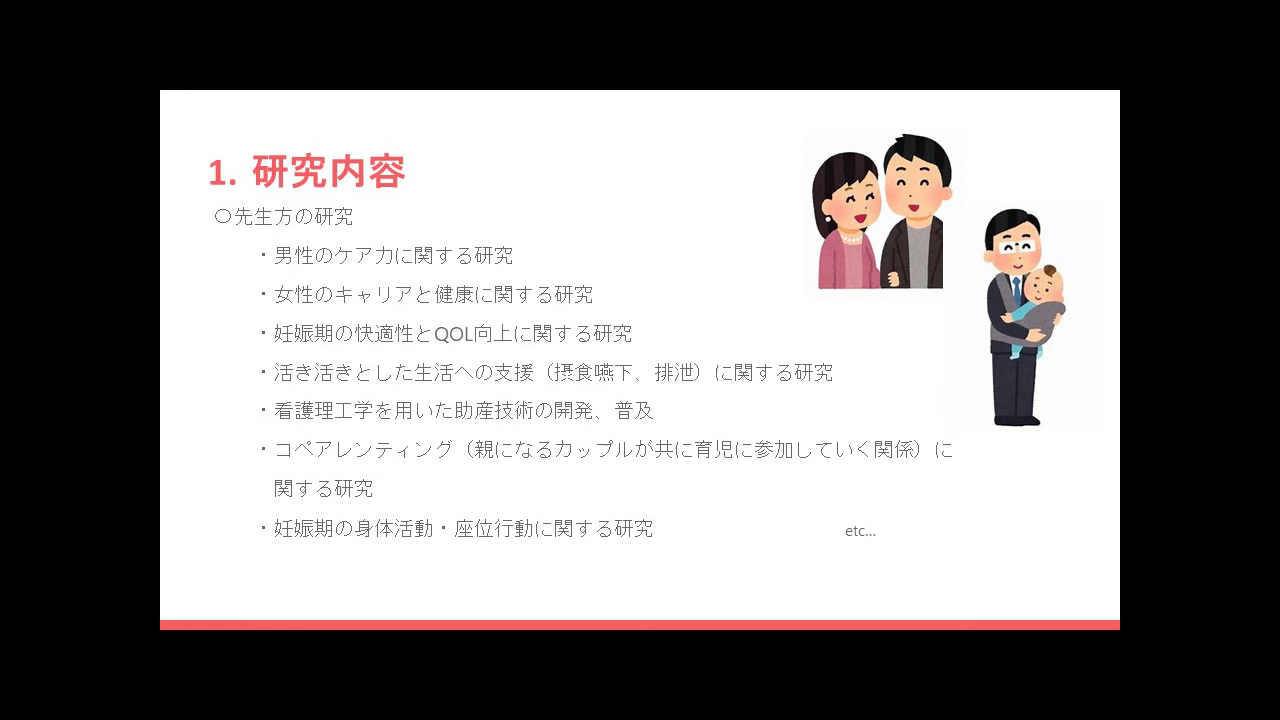 1. 研究内容
〇先生方の研究
・男性のケア力に関する研究
・女性のキャリアと健康に関する研究
・妊娠期の快適性とQOL向上に関する研究
・活き活きとした生活への支援（摂食嚥下、排泄）に関する研究
・看護理工学を用いた助産技術の開発、普及
・コペアレンティング（親になるカップルが共に育児に参加していく関係）に
関する研究
・妊娠期の身体活動・座位行動に関する研究 etc...